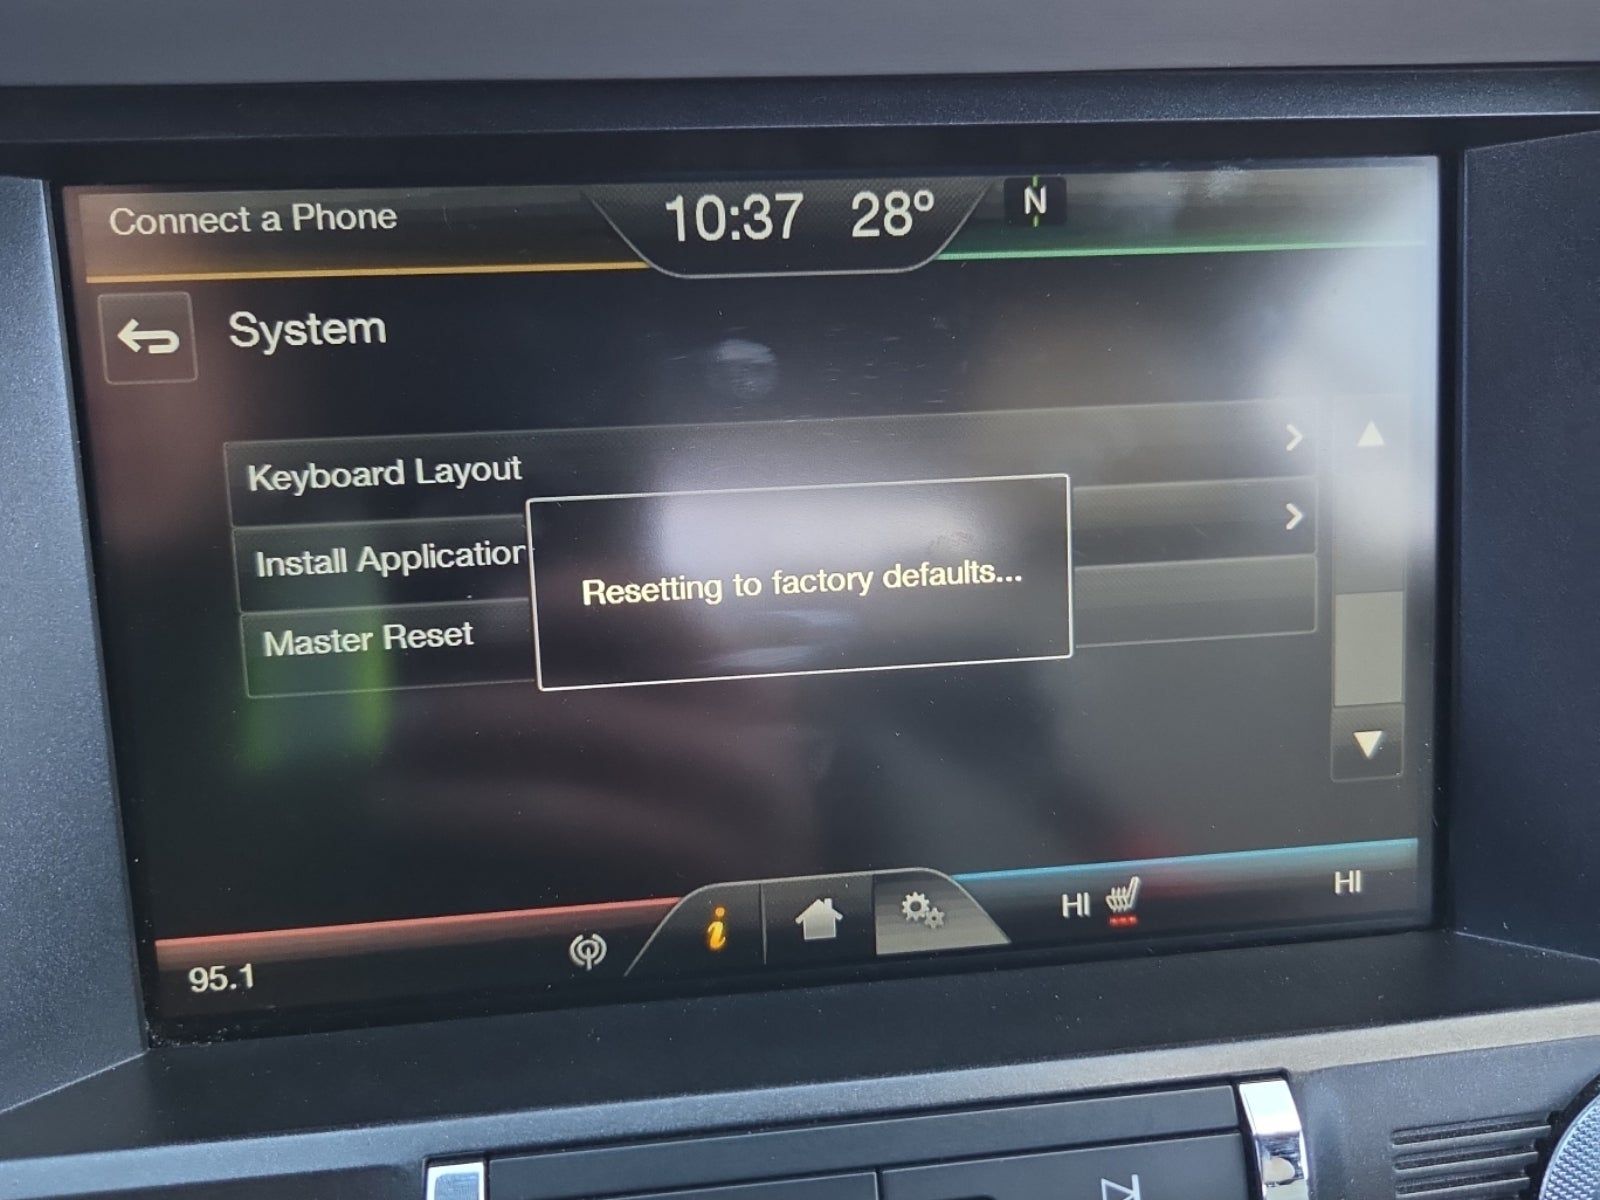 Connect a Phone
10:37 28°
N
System
Keyboard Layout
Install Application
Resetting to factory defaults...
Master Reset
95.1
i
HI
HI